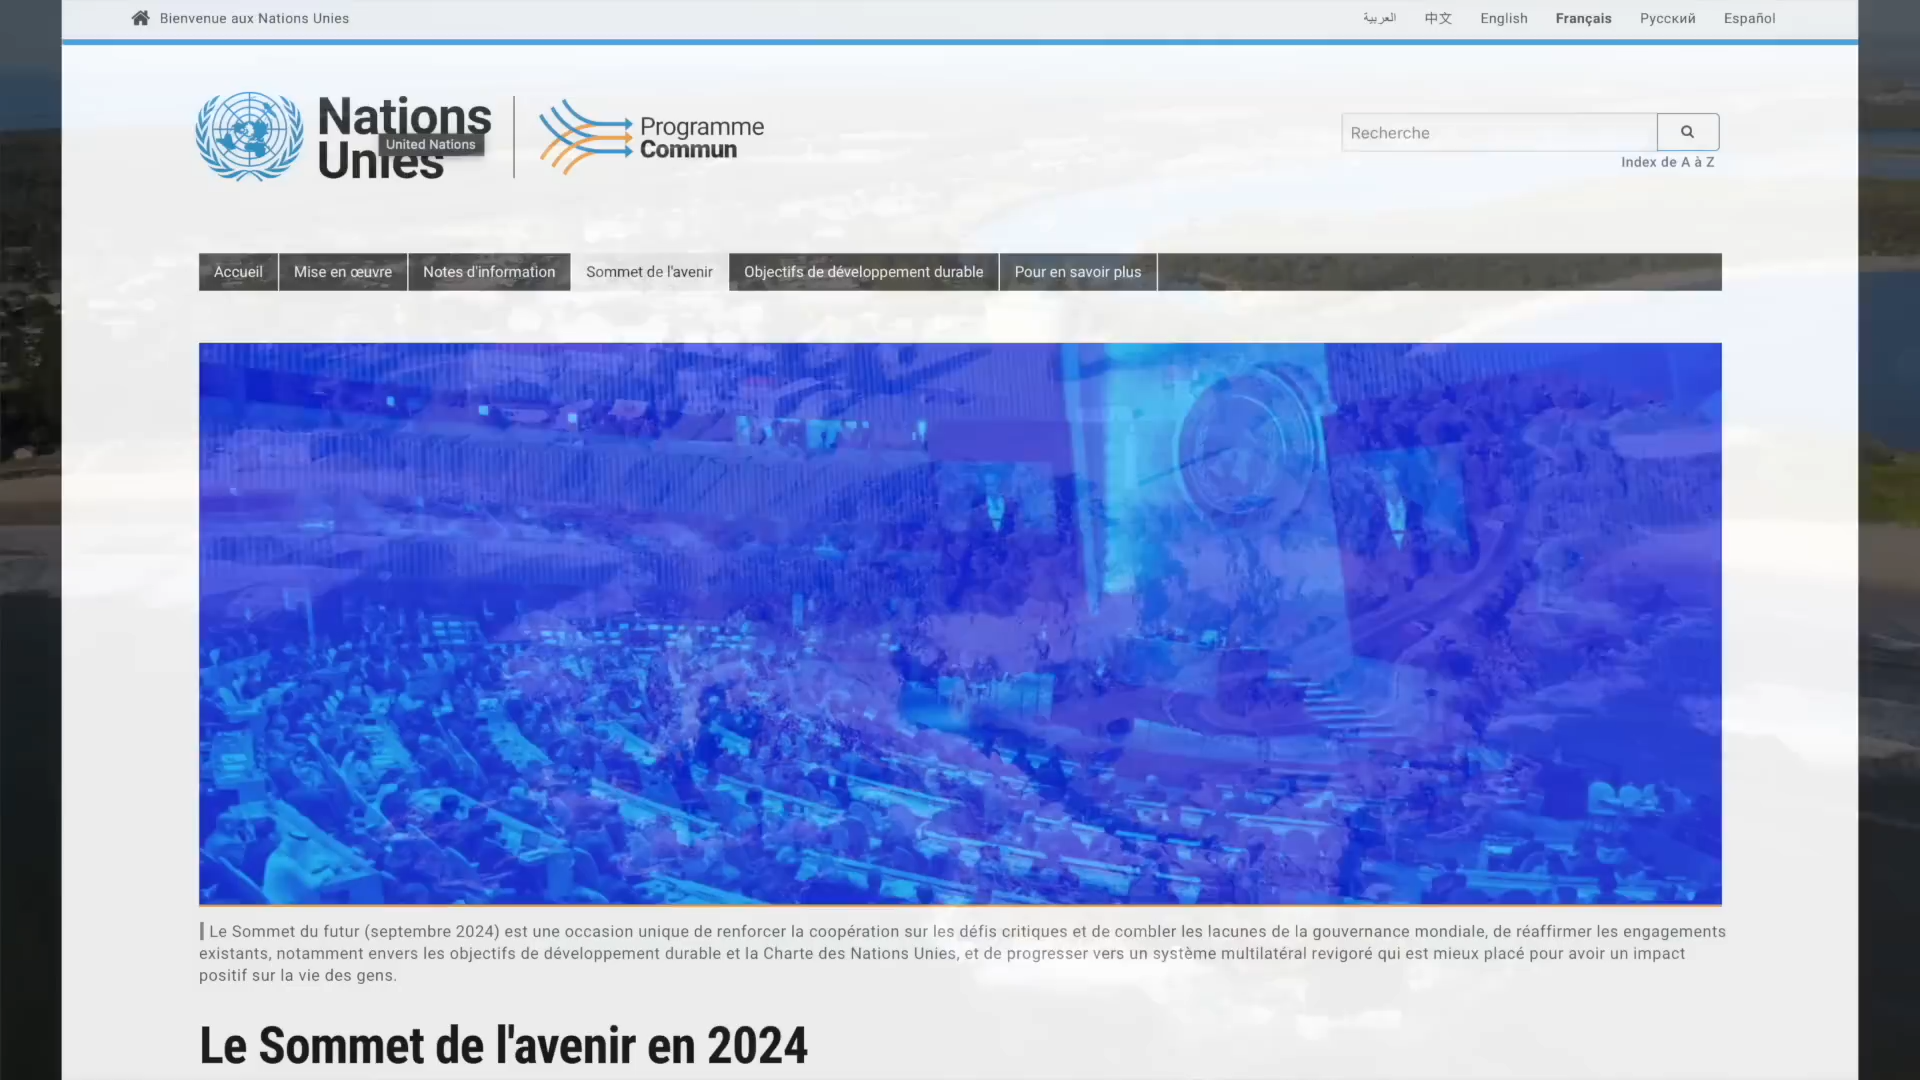 Bienvenue aux Nations Unies
العربية 中文 English Français Русский Español
Nations
Unies
United Nations
Programme
Commun
Recherche
Index de A à Z
Accueil Mise en œuvre Notes d'information Sommet de l'avenir Objectifs de développement durable Pour en savoir plus
Le Sommet du futur (septembre 2024) est une occasion unique de renforcer la coopération sur les défis critiques et de combler les lacunes de la gouvernance mondiale, de réaffirmer les engagements
existants, notamment envers les objectifs de développement durable et la Charte des Nations Unies, et de progresser vers un système multilatéral revigoré qui est mieux placé pour avoir un impact
positif sur la vie des gens.
Le Sommet de l'avenir en 2024